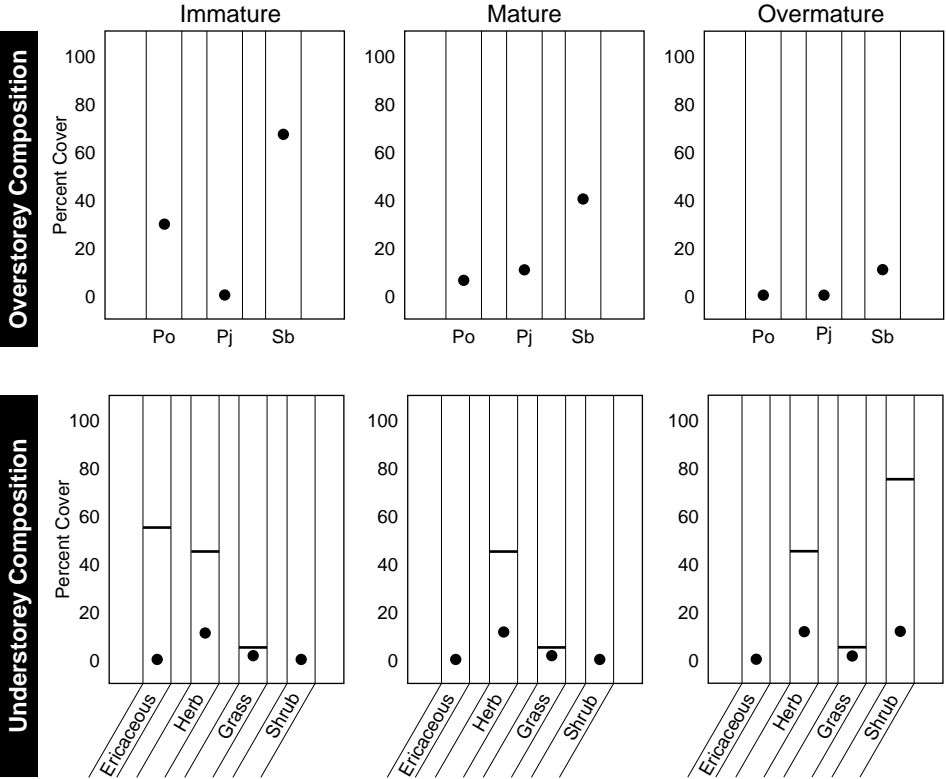 Immature Mature Overmature
Overstorey Composition
Percent Cover
100 100 100
80 80 80
60 60 60
40 40 40
20 20 20
0 0 0
Po Pj Sb Po Pj Sb Po Pj Sb
Understorey Composition
Percent Cover
100 100 100
80 80 80
60 60 60
40 40 40
20 20 20
0 0 0
Ericaceous Herb Grass Shrub Ericaceous Herb Grass Shrub Ericaceous Herb Grass Shrub